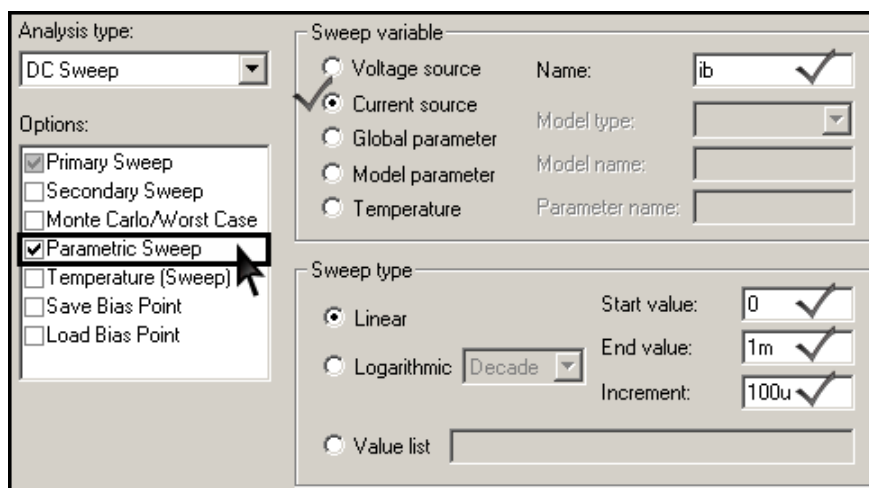 Analysis type:
DC Sweep
Options:
Primary Sweep
Secondary Sweep
Monte Carlo/Worst Case
Parametric Sweep
Temperature (Sweep)
Save Bias Point
Load Bias Point
Sweep variable
Voltage source
Current source
Global parameter
Model parameter
Temperature
Name: ib
Model type:
Model name:
Parameter name:
Sweep type
Linear
Logarithmic Decade
Value list
Start value: 0
End value: 1m
Increment: 100u